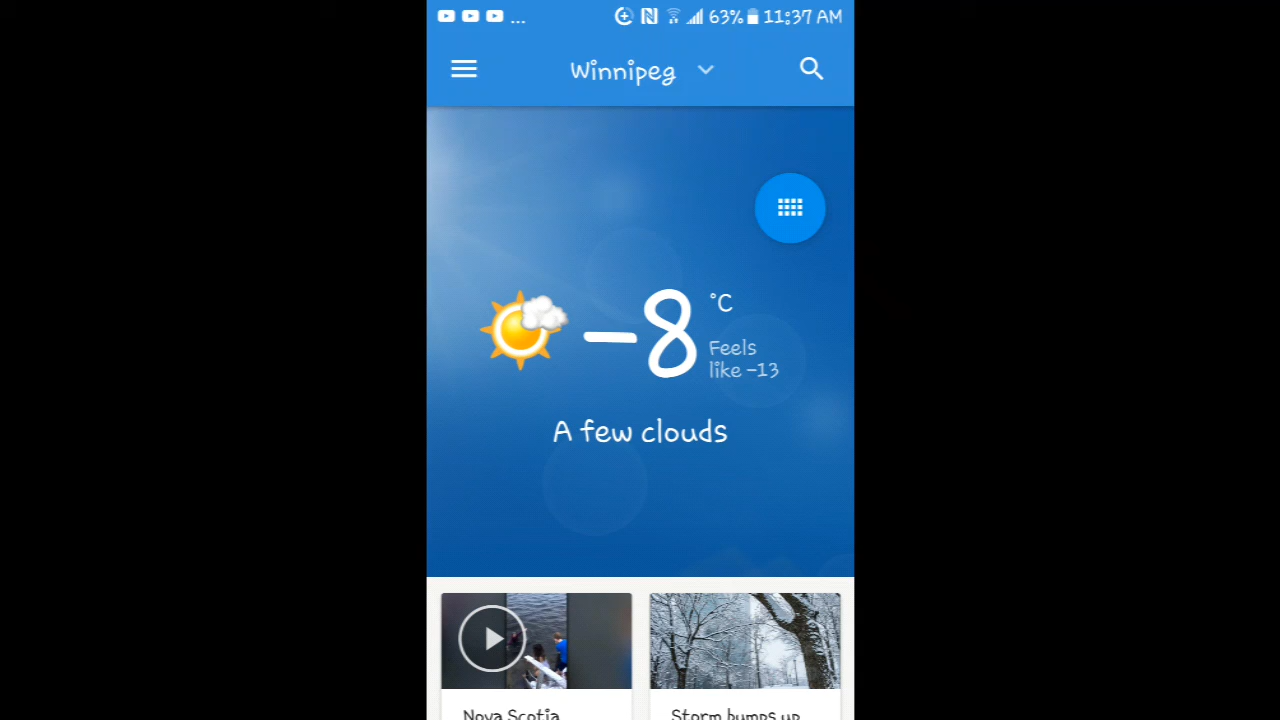 ... 63% 11:37 AM
Winnipeg
-8 °C
Feels
like -13
A few clouds
Nova Scotia
Storm bumps up